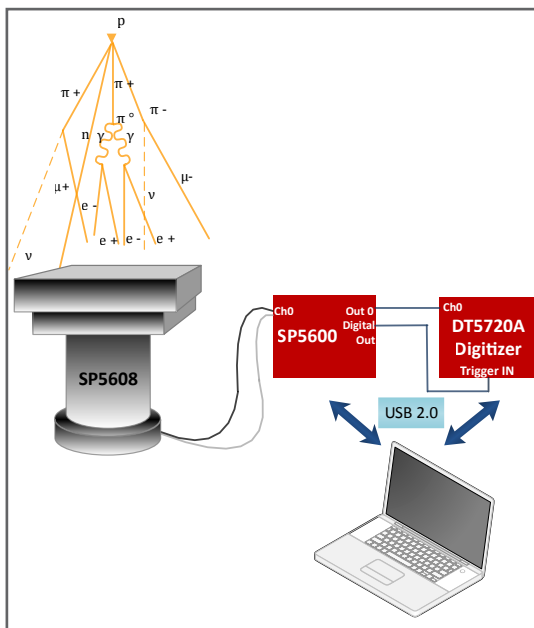 p
π +
π +
π -
π °
n
γ
γ
μ+
ν
μ-
e -
e +
e -
e +
ν
SP5608
Ch0
Out 0
SP5600
Digital
Out
Ch0
DT5720A
Digitizer
Trigger IN
USB 2.0